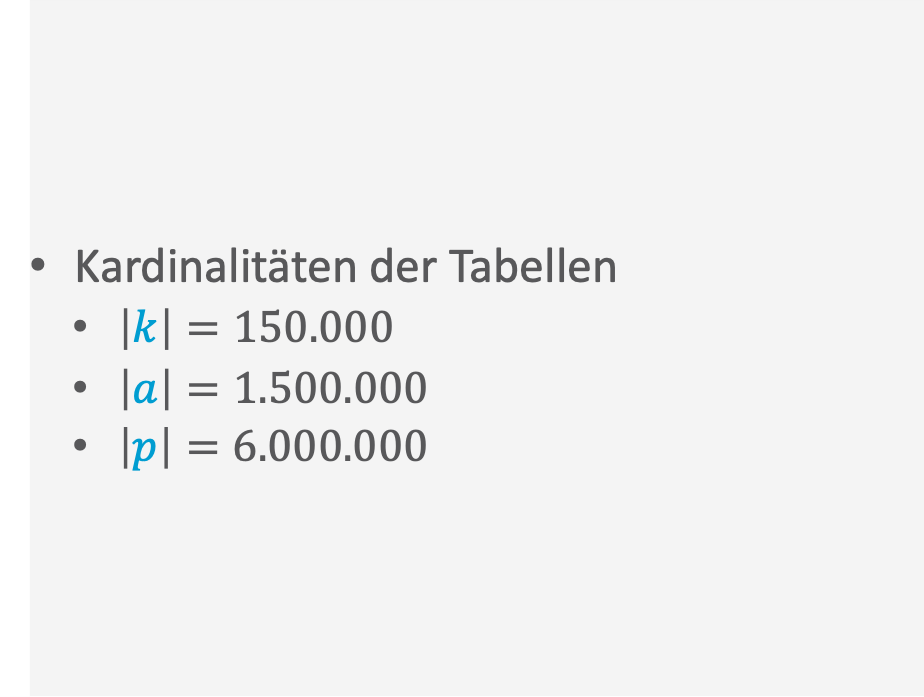 • Kardinalitäten der Tabellen
• |k| = 150.000
• |a| = 1.500.000
• |p| = 6.000.000